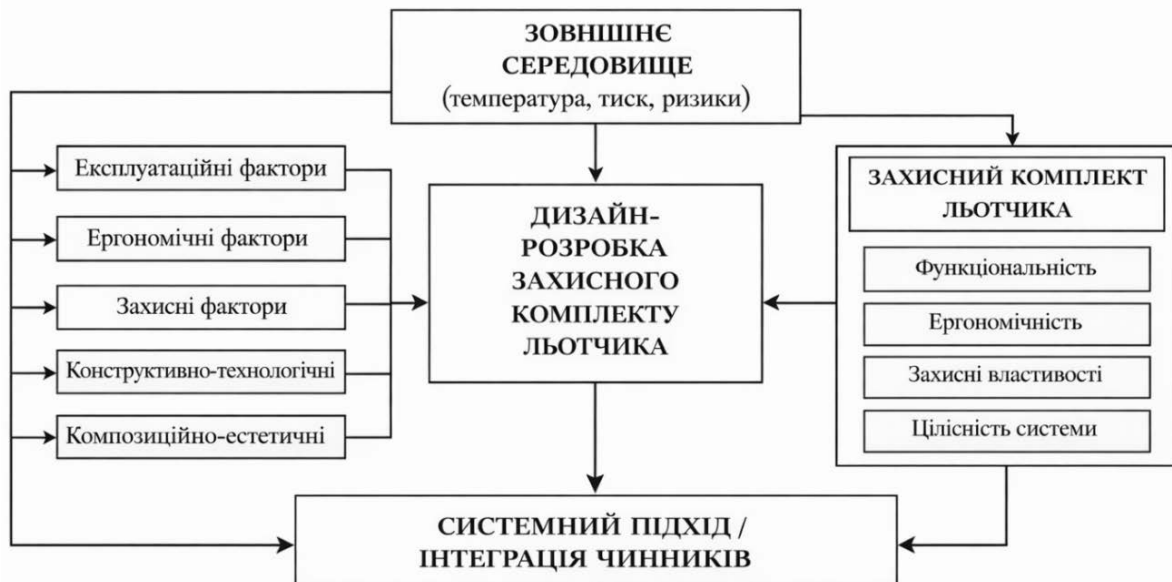 ЗОВНІШНЄ
СЕРЕДОВИЩЕ
(температура, тиск, ризики)
Експлуатаційні фактори
Ергономічні фактори
Захисні фактори
Конструктивно-технологічні
Композиційно-естетичні
ДИЗАЙН-
РОЗРОБКА
ЗАХИСНОГО
КОМПЛЕКТУ
ЛЬОТЧИКА
ЗАХИСНИЙ КОМПЛЕКТ
ЛЬОТЧИКА
Функціональність
Ергономічність
Захисні властивості
Цілісність системи
СИСТЕМНИЙ ПІДХІД /
ІНТЕГРАЦІЯ ЧИННИКІВ